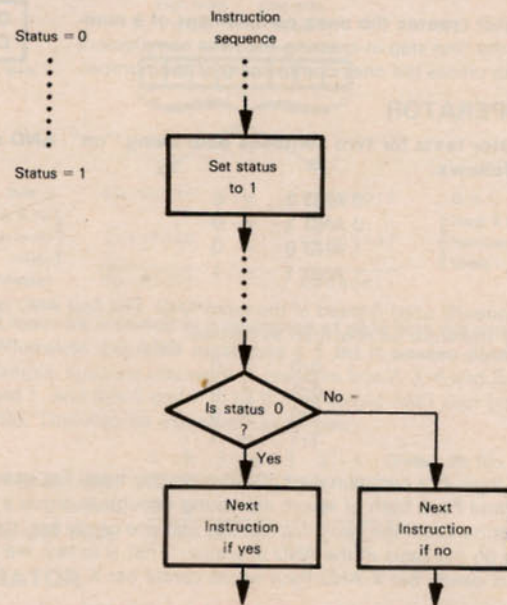 Status = 0
Instruction
sequence
Status = 1
Set status
to 1
Is status 0
?
No
Yes
Next
Instruction
if yes
Next
Instruction
if no